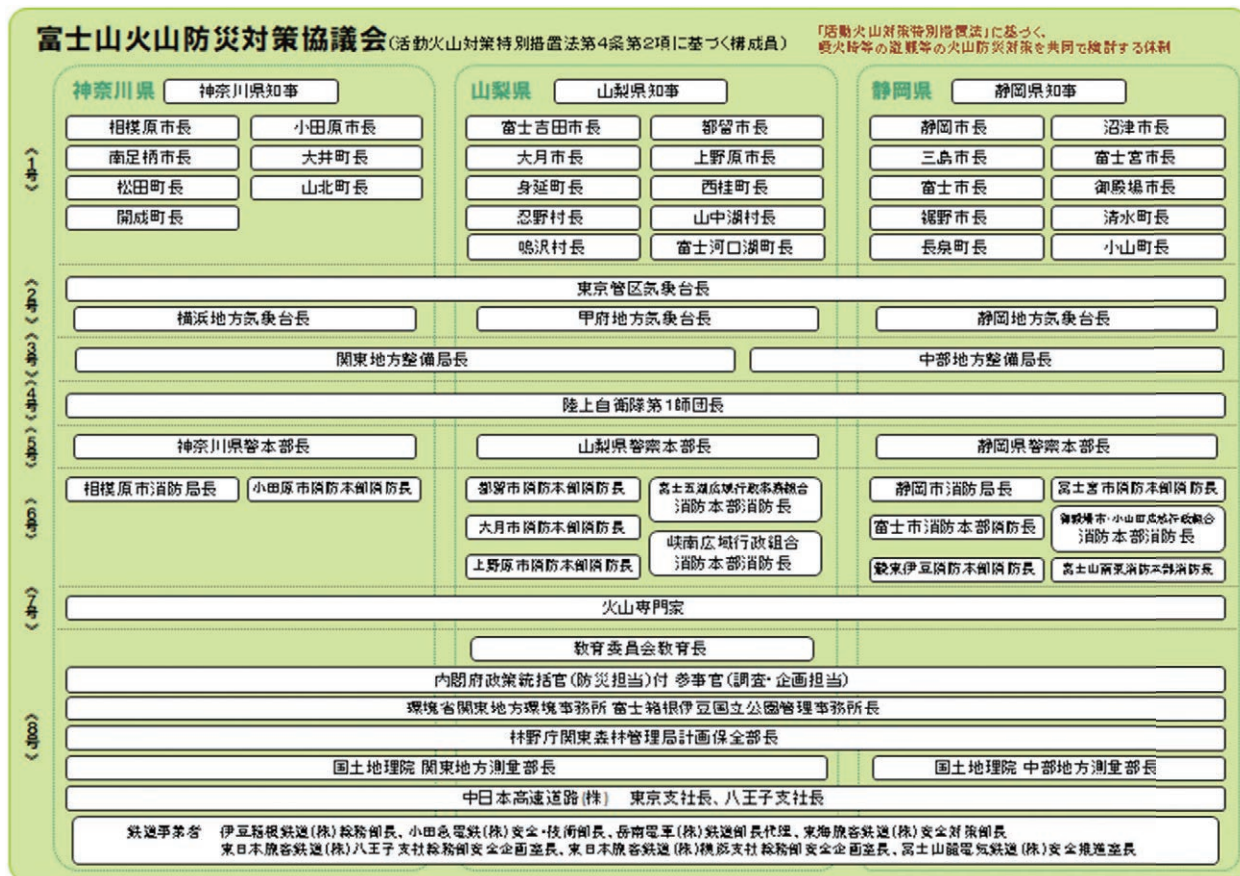 富士山火山防災対策協議会(活動火山対策特別措置法第4条第2項に基づく構成員)
「活動火山対策特別措置法」に基づく、
噴火時等の避難等の火山防災対策を共同で検討する体制
神奈川県 神奈川県知事 山梨県 山梨県知事 静岡県 静岡県知事
《1号》
相模原市長 小田原市長 富士吉田市長 都留市長 静岡市長 沼津市長
南足柄市長 大井町長 大月市長 上野原市長 三島市長 富士宮市長
松田町長 山北町長 身延町長 西桂町長 富士市長 御殿場市長
開成町長 忍野村長 山中湖村長 裾野市長 清水町長
鳴沢村長 富士河口湖町長 長泉町長 小山町長
《2号》
東京管区気象台長
横浜地方気象台長 甲府地方気象台長 静岡地方気象台長
《3号》
関東地方整備局長 中部地方整備局長
《4号》
陸上自衛隊第1師団長
《5号》
神奈川県警本部長 山梨県警察本部長 静岡県警察本部長
《6号》
相模原市消防局長 小田原市消防本部消防長 都留市消防本部消防長 富士五湖広域行政事務組合
消防本部消防長 静岡市消防局長 富士宮市消防本部消防長
大月市消防本部消防長 峡南広域行政組合
消防本部消防長 富士市消防本部消防長 御殿場市・小山町広域行政組合
消防本部消防長
上野原市消防本部消防長 駿東伊豆消防本部消防長 富士山南東消防本部消防長
《7号》
火山専門家
《8号》
教育委員会教育長
内閣府政策統括官(防災担当)付 参事官(調査・企画担当)
環境省関東地方環境事務所 富士箱根伊豆国立公園管理事務所長
林野庁関東森林管理局計画保全部長
国土地理院 関東地方測量部長 国土地理院 中部地方測量部長
中日本高速道路(株) 東京支社長、八王子支社長
鉄道事業者 伊豆箱根鉄道(株)総務部長、小田急電鉄(株)安全・技術部長、岳南電車(株)鉄道部長代理、東海旅客鉄道(株)安全対策部長
東日本旅客鉄道(株)八王子支社総務部安全企画室長、東日本旅客鉄道(株)横浜支社総務部安全企画室長、富士山麓電気鉄道(株)安全推進室長